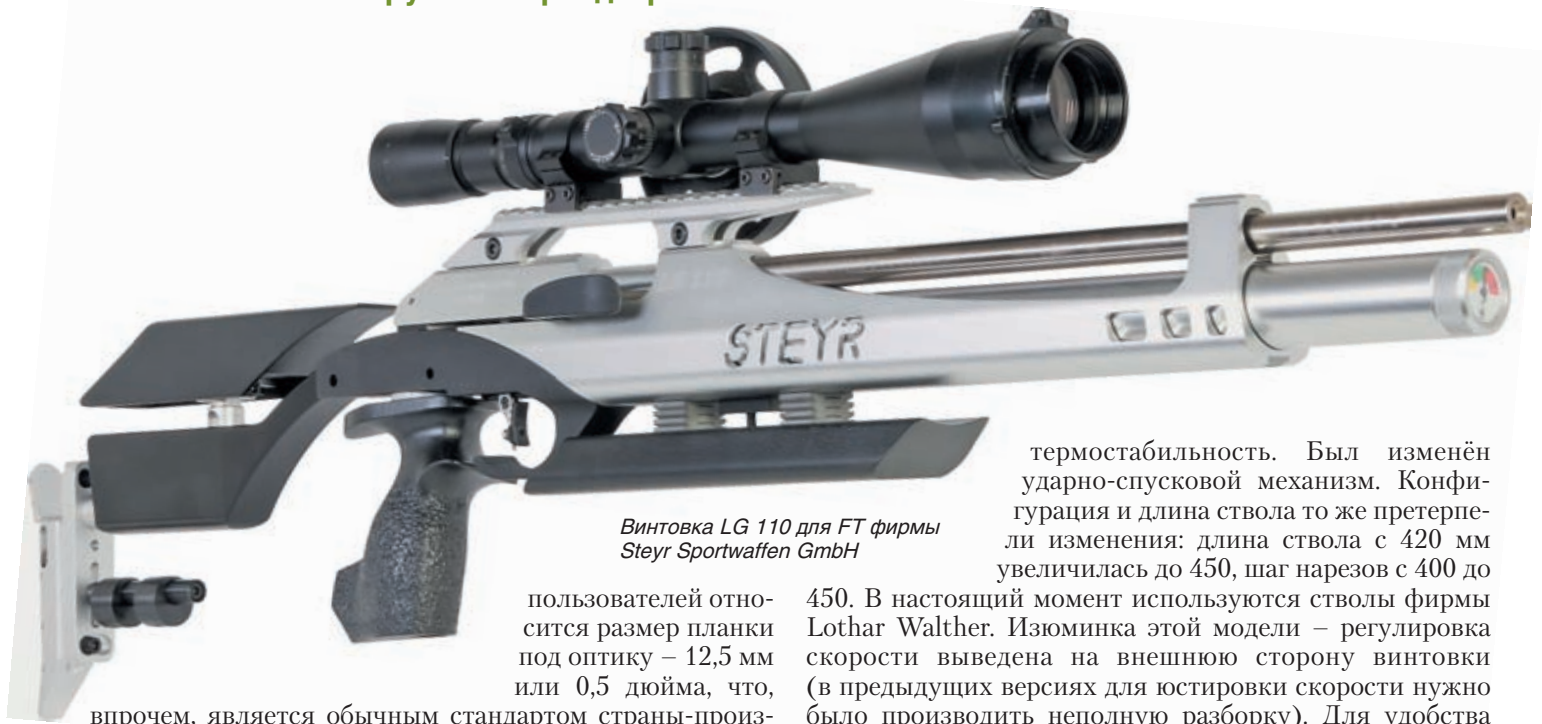 STEYR
Винтовка LG 110 для FT фирмы
Steyr Sportwaffen GmbH
пользователей отно-
сится размер планки
под оптику – 12,5 мм
или 0,5 дюйма, что,
впрочем, является обычным стандартом страны-произ-
термостабильность. Был изменён
ударно-спусковой механизм. Конфи-
гурация и длина ствола то же претерпе-
ли изменения: длина ствола с 420 мм
увеличилась до 450, шаг нарезов с 400 до
450. В настоящий момент используются стволы фирмы
Lothar Walther. Изюминка этой модели – регулировка
скорости выведена на внешнюю сторону винтовки
(в предыдущих версиях для юстировки скорости нужно
было производить неполную разборку). Для удобства